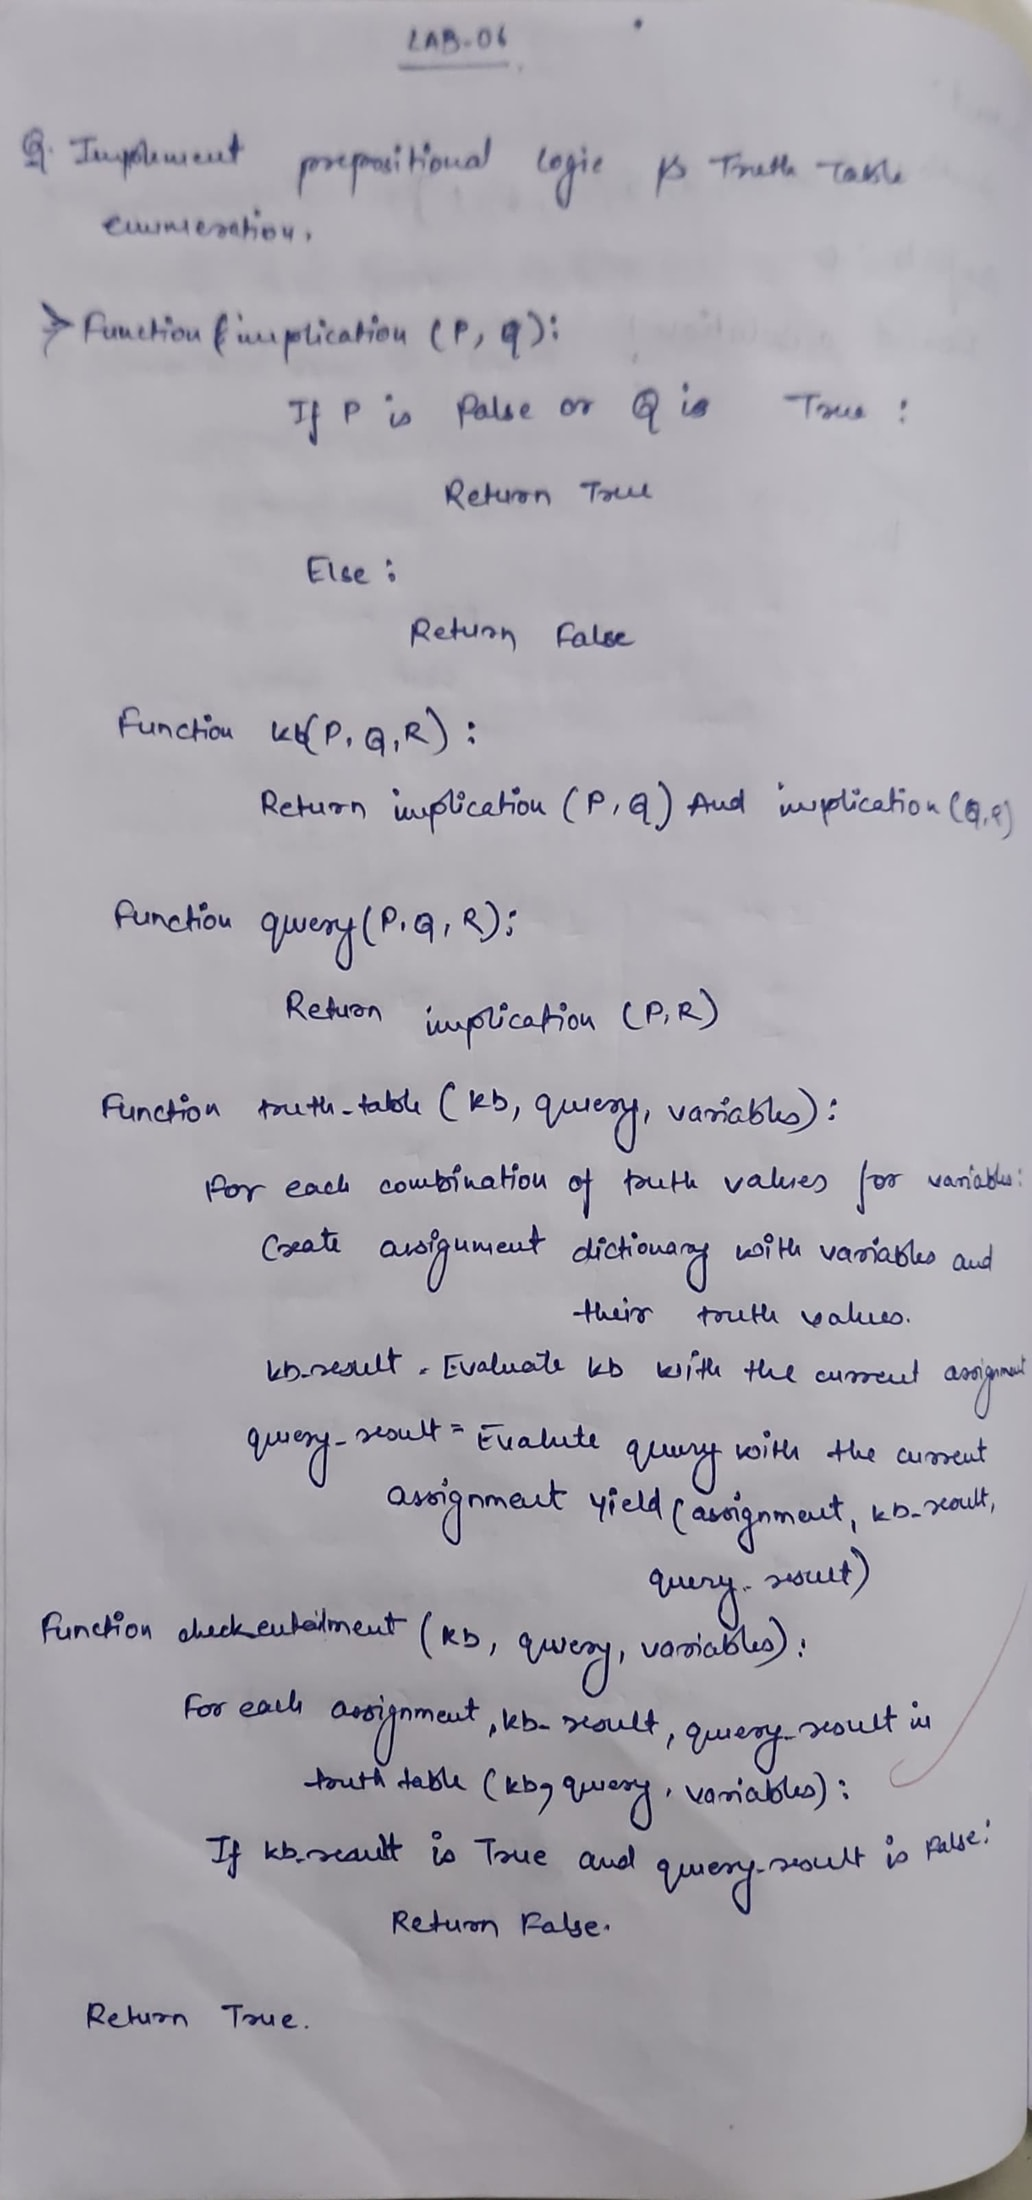 LAB-06
Q. Implement prepositional logic Truth Table
enumeration.
> Function implication (P, q):
If P is False or Q is True :
Return True
Else :
Return False
Function kb(P, Q, R) :
Return implication (P, Q) And implication (Q, R)
Function query (P, Q, R):
Return implication (P, R)
Function truth-table (kb, query, variables) :
For each combination of truth values for variables:
Create assignment dictionary with variables and
their truth values.
kb-result = Evaluate kb with the current assignment
query-result = Evalute query with the current
assignment yield (assignment, kb-result,
query-result)
Function check entailment (kb, query, variables) :
For each assignment, kb-result, query-result in
truth table (kb, query, variables) :
If kb-result is True and query-result is False:
Return False.
Return True.